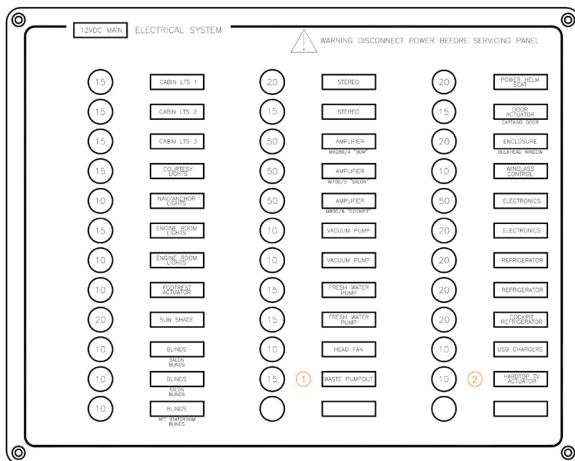 12VDC MAIN ELECTRICAL SYSTEM
WARNING DISCONNECT POWER BEFORE SERVICING PANEL
15 CABIN LTS 1
15 CABIN LTS 2
15 CABIN LTS 3
15 COURTESY
LIGHTS
10 NAV/ANCHOR
LIGHTS
15 ENGINE ROOM
LIGHTS
10 ENGINE ROOM
LIGHTS
10 FOOTREST
ACTUATOR
20 SUN SHADE
10 BLINDS
SALON
BLINDS
10 BLINDS
SALON
BLINDS
10 BLINDS
AFT STATEROOM
BLINDS
20 STEREO
15 STEREO
50 AMPLIFIER
"BOW"
50 AMPLIFIER
"SALON"
50 AMPLIFIER
"COCKPIT"
10 VACUUM PUMP
10 VACUUM PUMP
15 FRESH WATER
PUMP
15 FRESH WATER
PUMP
10 HEAD FAN
15 1 WASTE PUMPOUT
20 POWER HELM
SEAT
15 DOOR
ACTUATOR
CAPTAINS DOOR
20 ENCLOSURE
BULKHEAD WINDOW
10 WINDLASS
CONTROL
50 ELECTRONICS
20 ELECTRONICS
20 REFRIGERATOR
20 REFRIGERATOR
20 COCKPIT
REFRIGERATOR
10 USB CHARGERS
10 2 HARDTOP TV
ACTUATOR